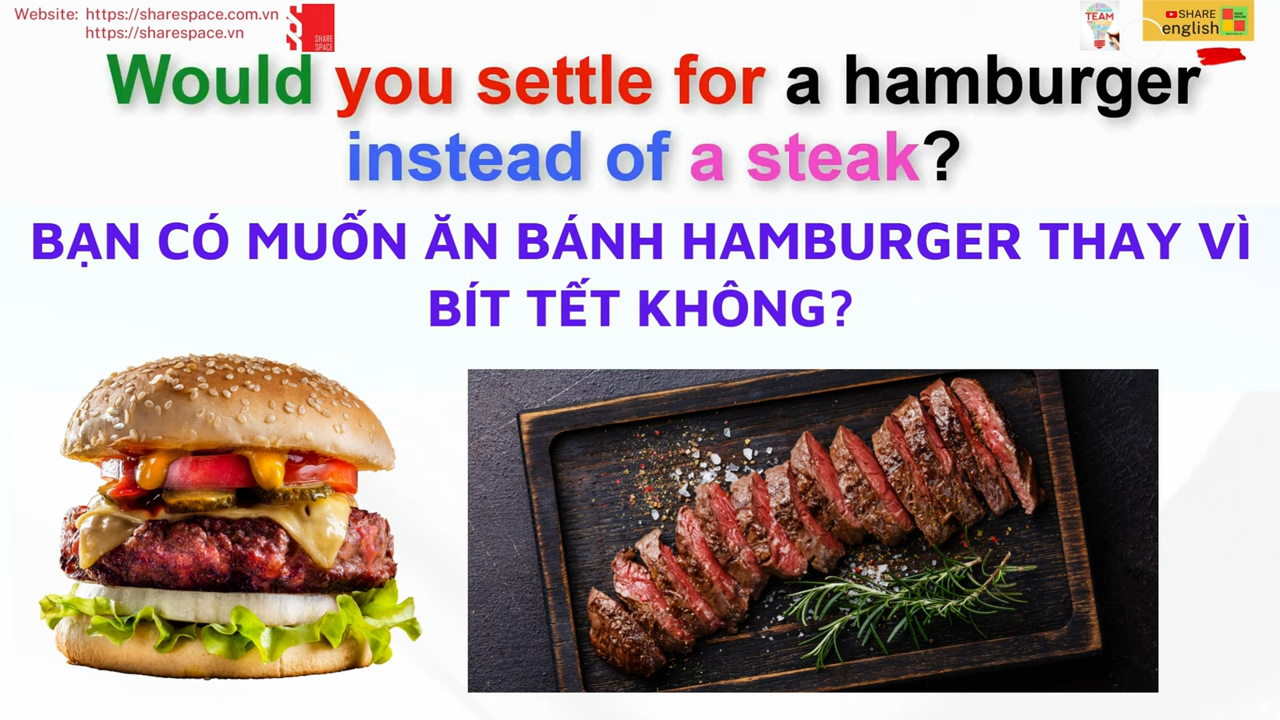 Website: https://sharespace.com.vn
https://sharespace.vn
SHARE
SPACE
TEAM
SHARE
english
Would you settle for a hamburger
instead of a steak?
BẠN CÓ MUỐN ĂN BÁNH HAMBURGER THAY VÌ
BÍT TẾT KHÔNG?